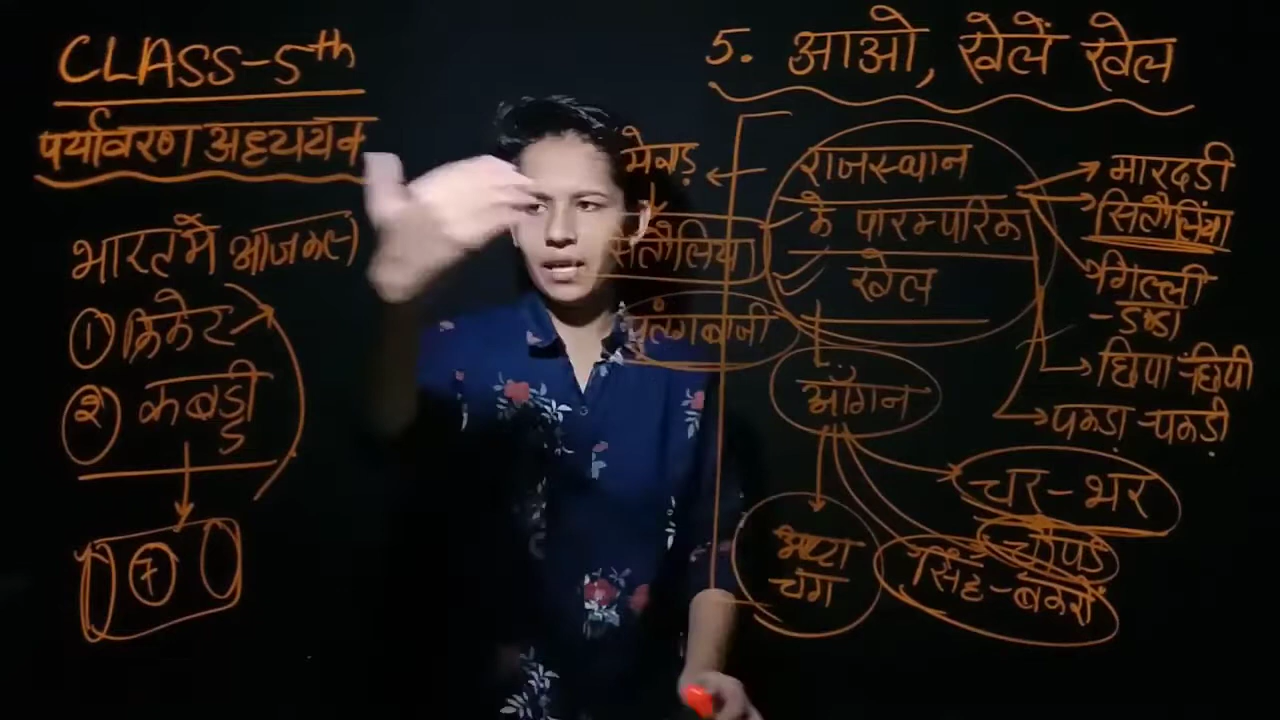 CLASS-5th
पर्यावरण अध्ययन
भारत में आजकल
① क्रिकेट
② कबड्डी
7
5. आओ, खेलें खेल
मेवाड़
सितोलिया
पतंगबाजी
राजस्थान
के पारम्परिक
खेल
आँगन
मारदडी
सितोलिया
गिल्ली
-डंडा
छिपा-छिपी
पकड़ा-पकड़ी
चर-भर
चौपड़
सिंह-बकरी
अष्टा
चंग